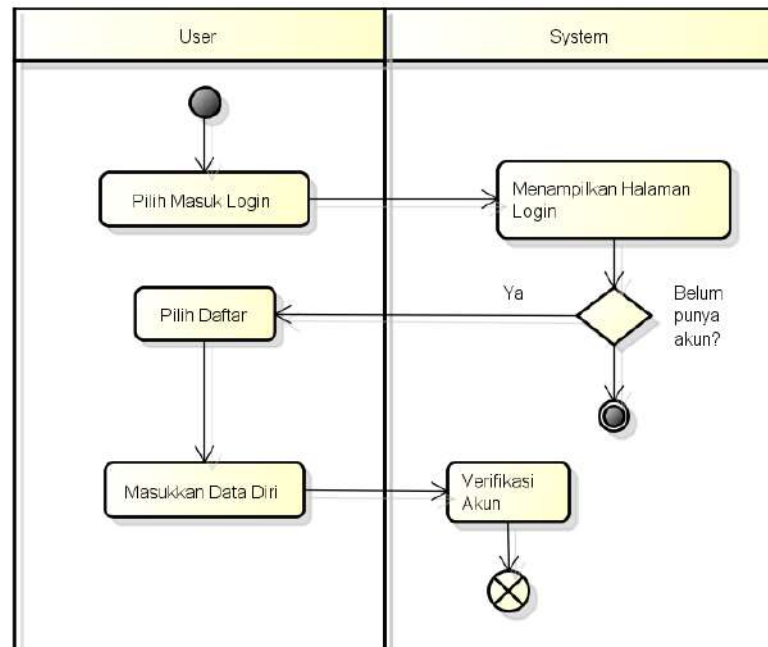 User
System
Pilih Masuk Login
Menampilkan Halaman
Login
Pilih Daftar
Ya
Belum
punya
akun?
Masukkan Data Diri
Verifikasi
Akun